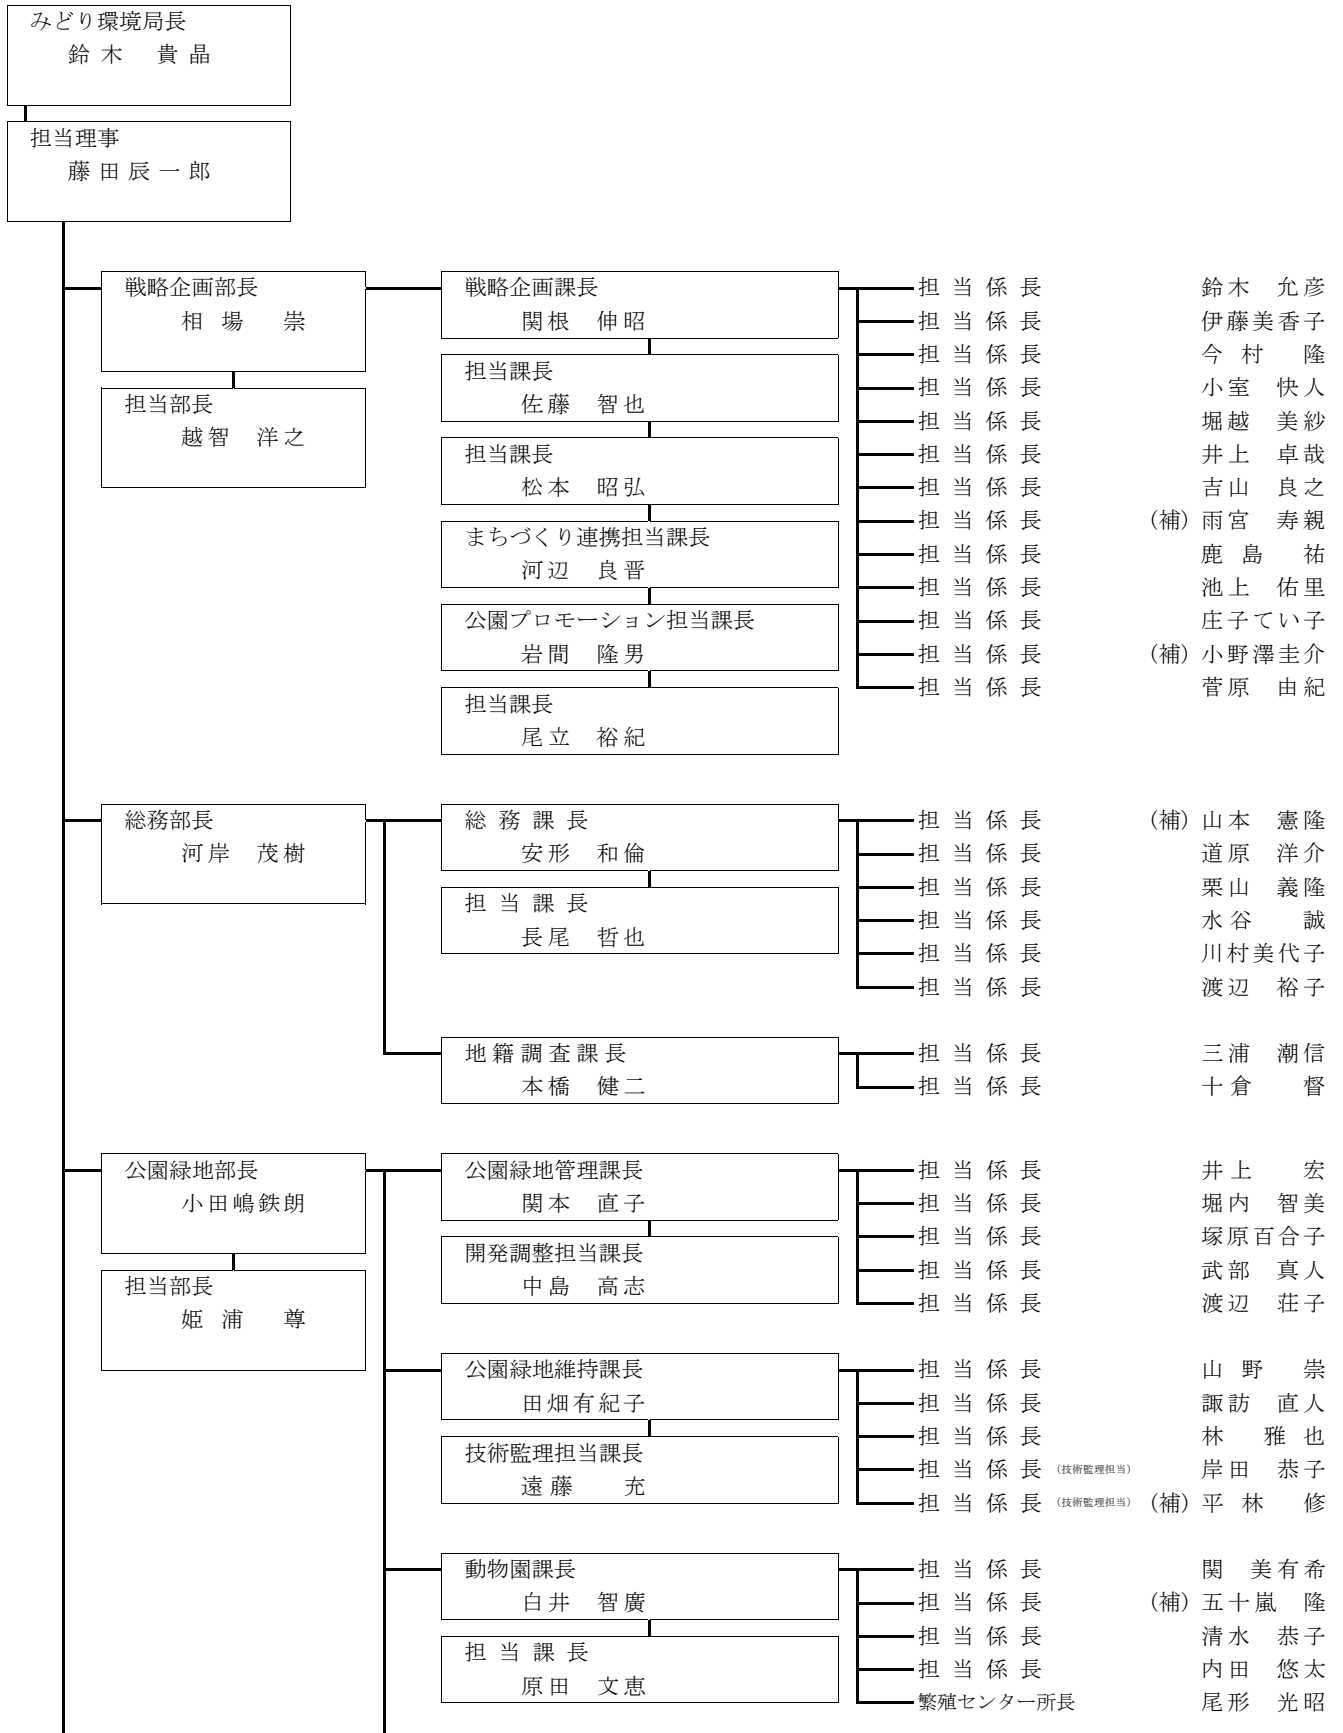 みどり環境局長
鈴木 貴晶
担当理事
藤田辰一郎
戦略企画部長
相場 崇
担当部長
越智 洋之
戦略企画課長
関根 伸昭
担当課長
佐藤 智也
担当課長
松本 昭弘
まちづくり連携担当課長
河辺 良晋
公園プロモーション担当課長
岩間 隆男
担当課長
尾立 裕紀
担当係長 鈴木 允彦
担当係長 伊藤美香子
担当係長 今村 隆
担当係長 小室 快人
担当係長 堀越 美紗
担当係長 井上 卓哉
担当係長 吉山 良之
担当係長 (補) 雨宮 寿親
担当係長 鹿島 祐
担当係長 池上 佑里
担当係長 庄子てい子
担当係長 (補) 小野澤圭介
担当係長 菅原 由紀
総務部長
河岸 茂樹
総務課長
安形 和倫
担当課長
長尾 哲也
担当係長 (補) 山本 憲隆
担当係長 道原 洋介
担当係長 栗山 義隆
担当係長 水谷 誠
担当係長 川村美代子
担当係長 渡辺 裕子
地籍調査課長
本橋 健二
担当係長 三浦 潮信
担当係長 十倉 督
公園緑地部長
小田嶋鉄朗
担当部長
姫浦 尊
公園緑地管理課長
関本 直子
開発調整担当課長
中島 高志
担当係長 井上 宏
担当係長 堀内 智美
担当係長 塚原百合子
担当係長 武部 真人
担当係長 渡辺 荘子
公園緑地維持課長
田畑有紀子
技術監理担当課長
遠藤 充
担当係長 山野 崇
担当係長 諏訪 直人
担当係長 林 雅也
担当係長 (技術監理担当) 岸田 恭子
担当係長 (技術監理担当) (補) 平林 修
動物園課長
白井 智廣
担当課長
原田 文恵
担当係長 関 美有希
担当係長 (補) 五十嵐 隆
担当係長 清水 恭子
担当係長 内田 悠太
繁殖センター所長 尾形 光昭